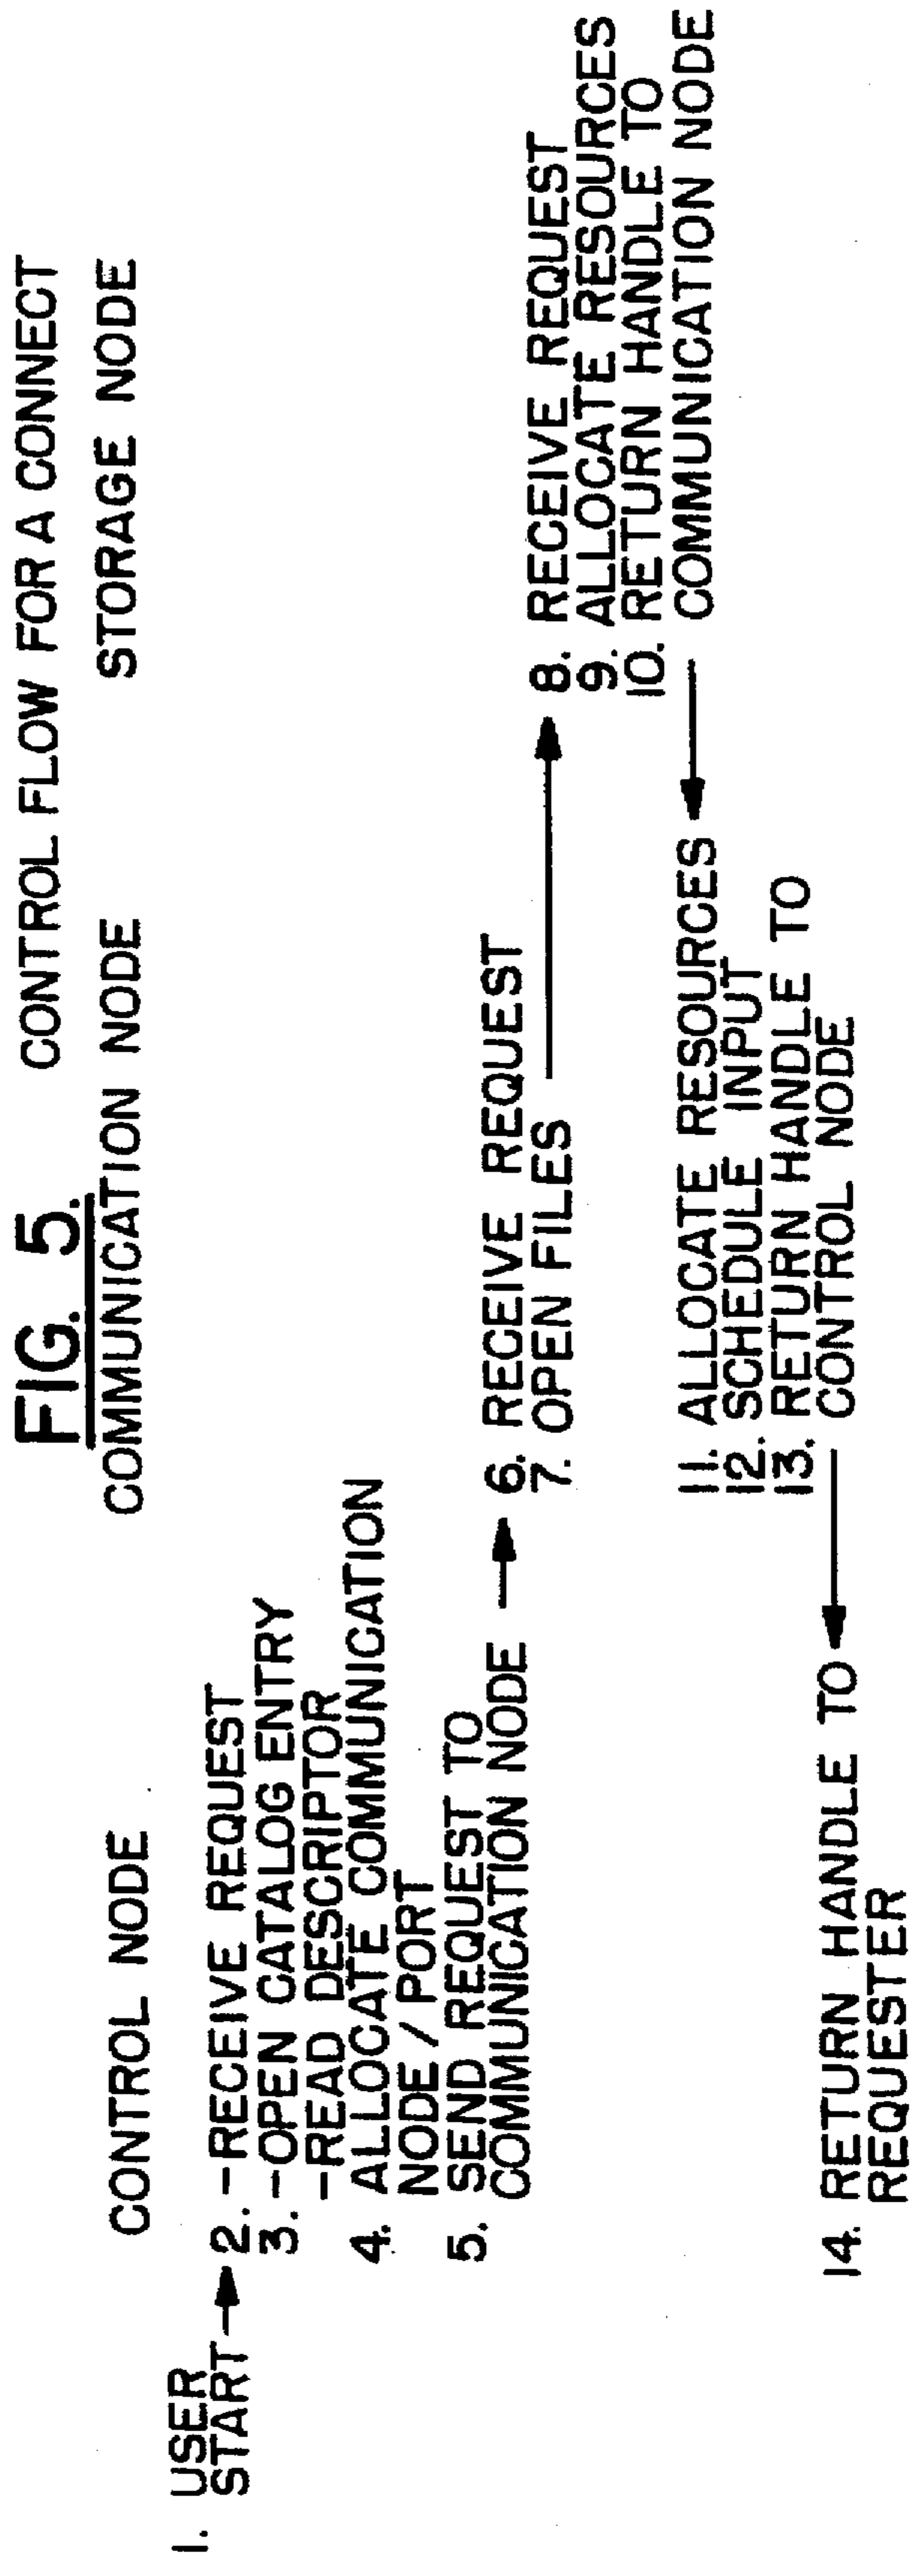 FIG. 5.
CONTROL FLOW FOR A CONNECT
CONTROL NODE
COMMUNICATION NODE
STORAGE NODE
1. USER
START
2. -RECEIVE REQUEST
3. -OPEN CATALOG ENTRY
-READ DESCRIPTOR
4. ALLOCATE COMMUNICATION
NODE / PORT
5. SEND REQUEST TO
COMMUNICATION NODE
6. RECEIVE REQUEST
7. OPEN FILES
8. RECEIVE REQUEST
9. ALLOCATE RESOURCES
10. RETURN HANDLE TO
COMMUNICATION NODE
11. ALLOCATE RESOURCES
12. SCHEDULE INPUT
13. RETURN HANDLE TO
CONTROL NODE
14. RETURN HANDLE TO
REQUESTER